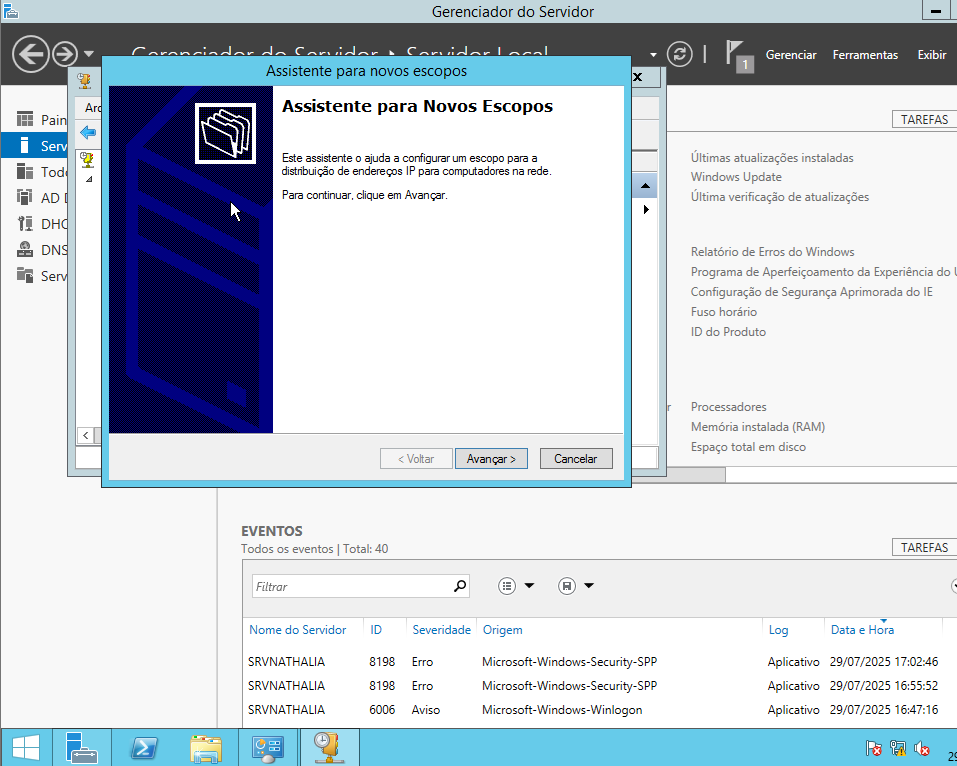 Gerenciador do Servidor
Gerenciador do Servidor Servidor Local
1
Gerenciar Ferramentas Exibir
Assistente para novos escopos
x
Assistente para Novos Escopos
Este assistente o ajuda a configurar um escopo para a
distribuição de endereços IP para computadores na rede.
Para continuar, clique em Avançar.
< Voltar
Avançar >
Cancelar
Arq
Pain
Serv
Todo
AD D
DHC
DNS
Serv
TAREFAS
Últimas atualizações instaladas
Windows Update
Última verificação de atualizações
Relatório de Erros do Windows
Programa de Aperfeiçoamento da Experiência do U
Configuração de Segurança Aprimorada do IE
Fuso horário
ID do Produto
Processadores
Memória instalada (RAM)
Espaço total em disco
EVENTOS
Todos os eventos | Total: 40
TAREFAS
Filtrar
Nome do Servidor ID Severidade Origem Log Data e Hora
SRVNATHALIA 8198 Erro Microsoft-Windows-Security-SPP Aplicativo 29/07/2025 17:02:46
SRVNATHALIA 8198 Erro Microsoft-Windows-Security-SPP Aplicativo 29/07/2025 16:55:52
SRVNATHALIA 6006 Aviso Microsoft-Windows-Winlogon Aplicativo 29/07/2025 16:47:16
29